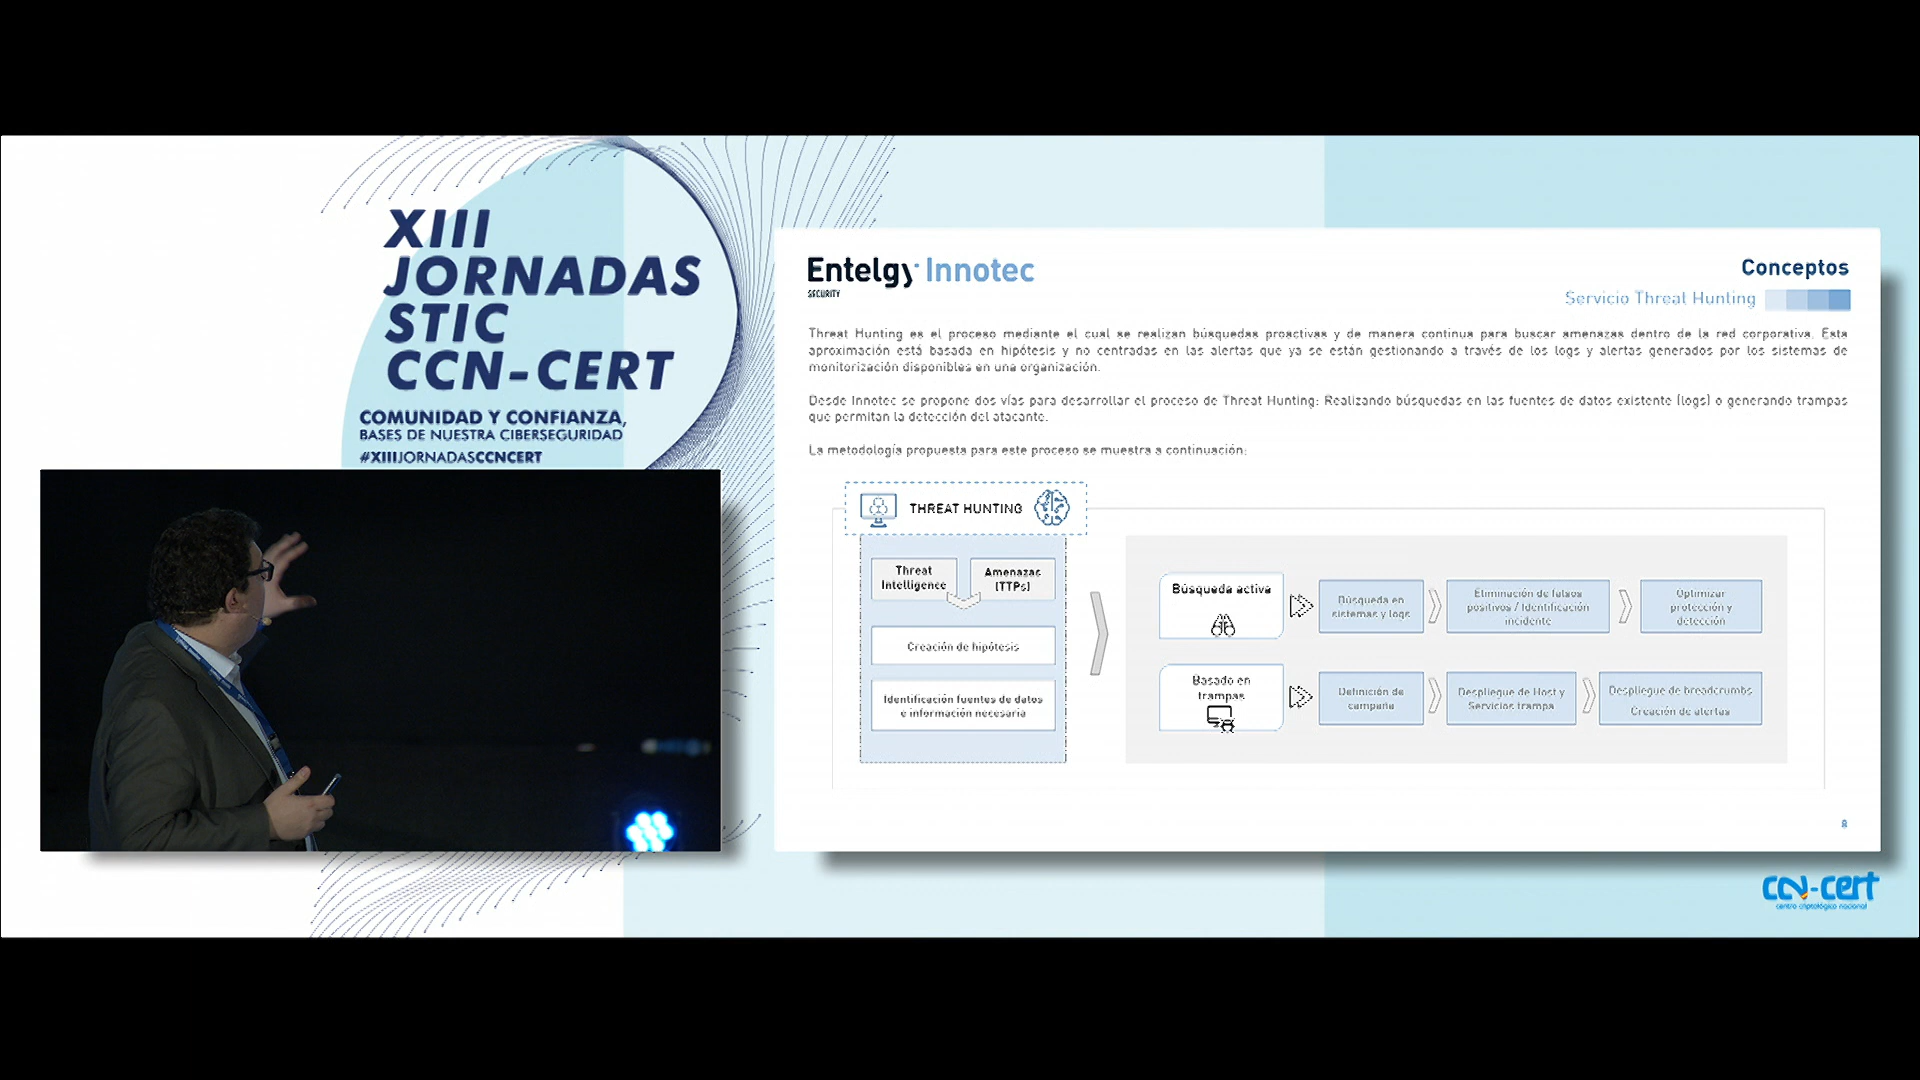 XIII
JORNADAS
STIC
CCN-CERT
COMUNIDAD Y CONFIANZA,
BASES DE NUESTRA CIBERSEGURIDAD
#XIIIJORNADASCCNCERT
Entelgy Innotec
SECURITY
Conceptos
Servicio Threat Hunting
Threat Hunting es el proceso mediante el cual se realizan búsquedas proactivas y de manera continua para buscar amenazas dentro de la red corporativa. Esta
aproximación está basada en hipótesis y no centradas en las alertas que ya se están gestionando a través de los logs y alertas generados por los sistemas de
monitorización disponibles en una organización.
Desde Innotec se propone dos vías para desarrollar el proceso de Threat Hunting: Realizando búsquedas en las fuentes de datos existente (logs) o generando trampas
que permitan la detección del atacante.
La metodología propuesta para este proceso se muestra a continuación:
THREAT HUNTING
Threat
Intelligence
Amenazas
(TTPs)
Creación de hipótesis
Identificación fuentes de datos
e información necesaria
Búsqueda activa
Búsqueda en
sistemas y logs
Eliminación de falsos
positivos / Identificación
incidente
Optimizar
protección y
detección
Basado en
trampas
Definición de
campaña
Despliegue de Host y
Servicios trampa
Despliegue de breadcrumbs
Creación de alertas
8
ccn-cert
centro criptológico nacional